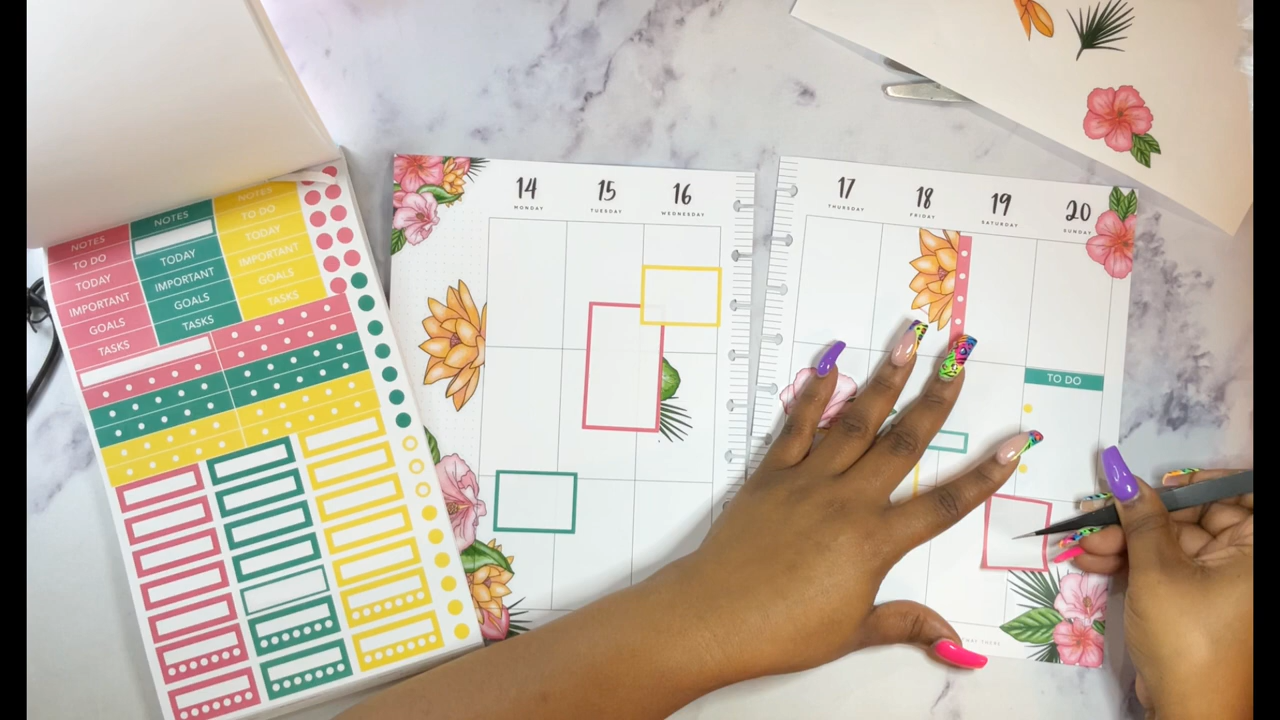 NOTES
TO DO
TODAY
IMPORTANT
GOALS
TASKS
NOTES
TODAY
IMPORTANT
GOALS
TASKS
NOTES
TO DO
TODAY
IMPORTANT
GOALS
TASKS
14
MONDAY
15
TUESDAY
16
WEDNESDAY
17
THURSDAY
18
FRIDAY
19
SATURDAY
20
SUNDAY
TO DO